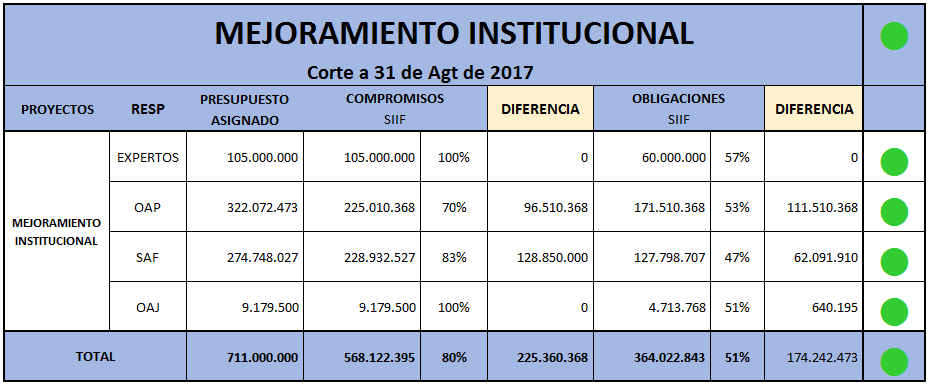 MEJORAMIENTO INSTITUCIONAL
Corte a 31 de Agt de 2017
PROYECTOS RESP PRESUPUESTO ASIGNADO COMPROMISOS SIIF DIFERENCIA OBLIGACIONES SIIF DIFERENCIA
MEJORAMIENTO INSTITUCIONAL
EXPERTOS 105.000.000 105.000.000 100% 0 60.000.000 57% 0
OAP 322.072.473 225.010.368 70% 96.510.368 171.510.368 53% 111.510.368
SAF 274.748.027 228.932.527 83% 128.850.000 127.798.707 47% 62.091.910
OAJ 9.179.500 9.179.500 100% 0 4.713.768 51% 640.195
TOTAL 711.000.000 568.122.395 80% 225.360.368 364.022.843 51% 174.242.473